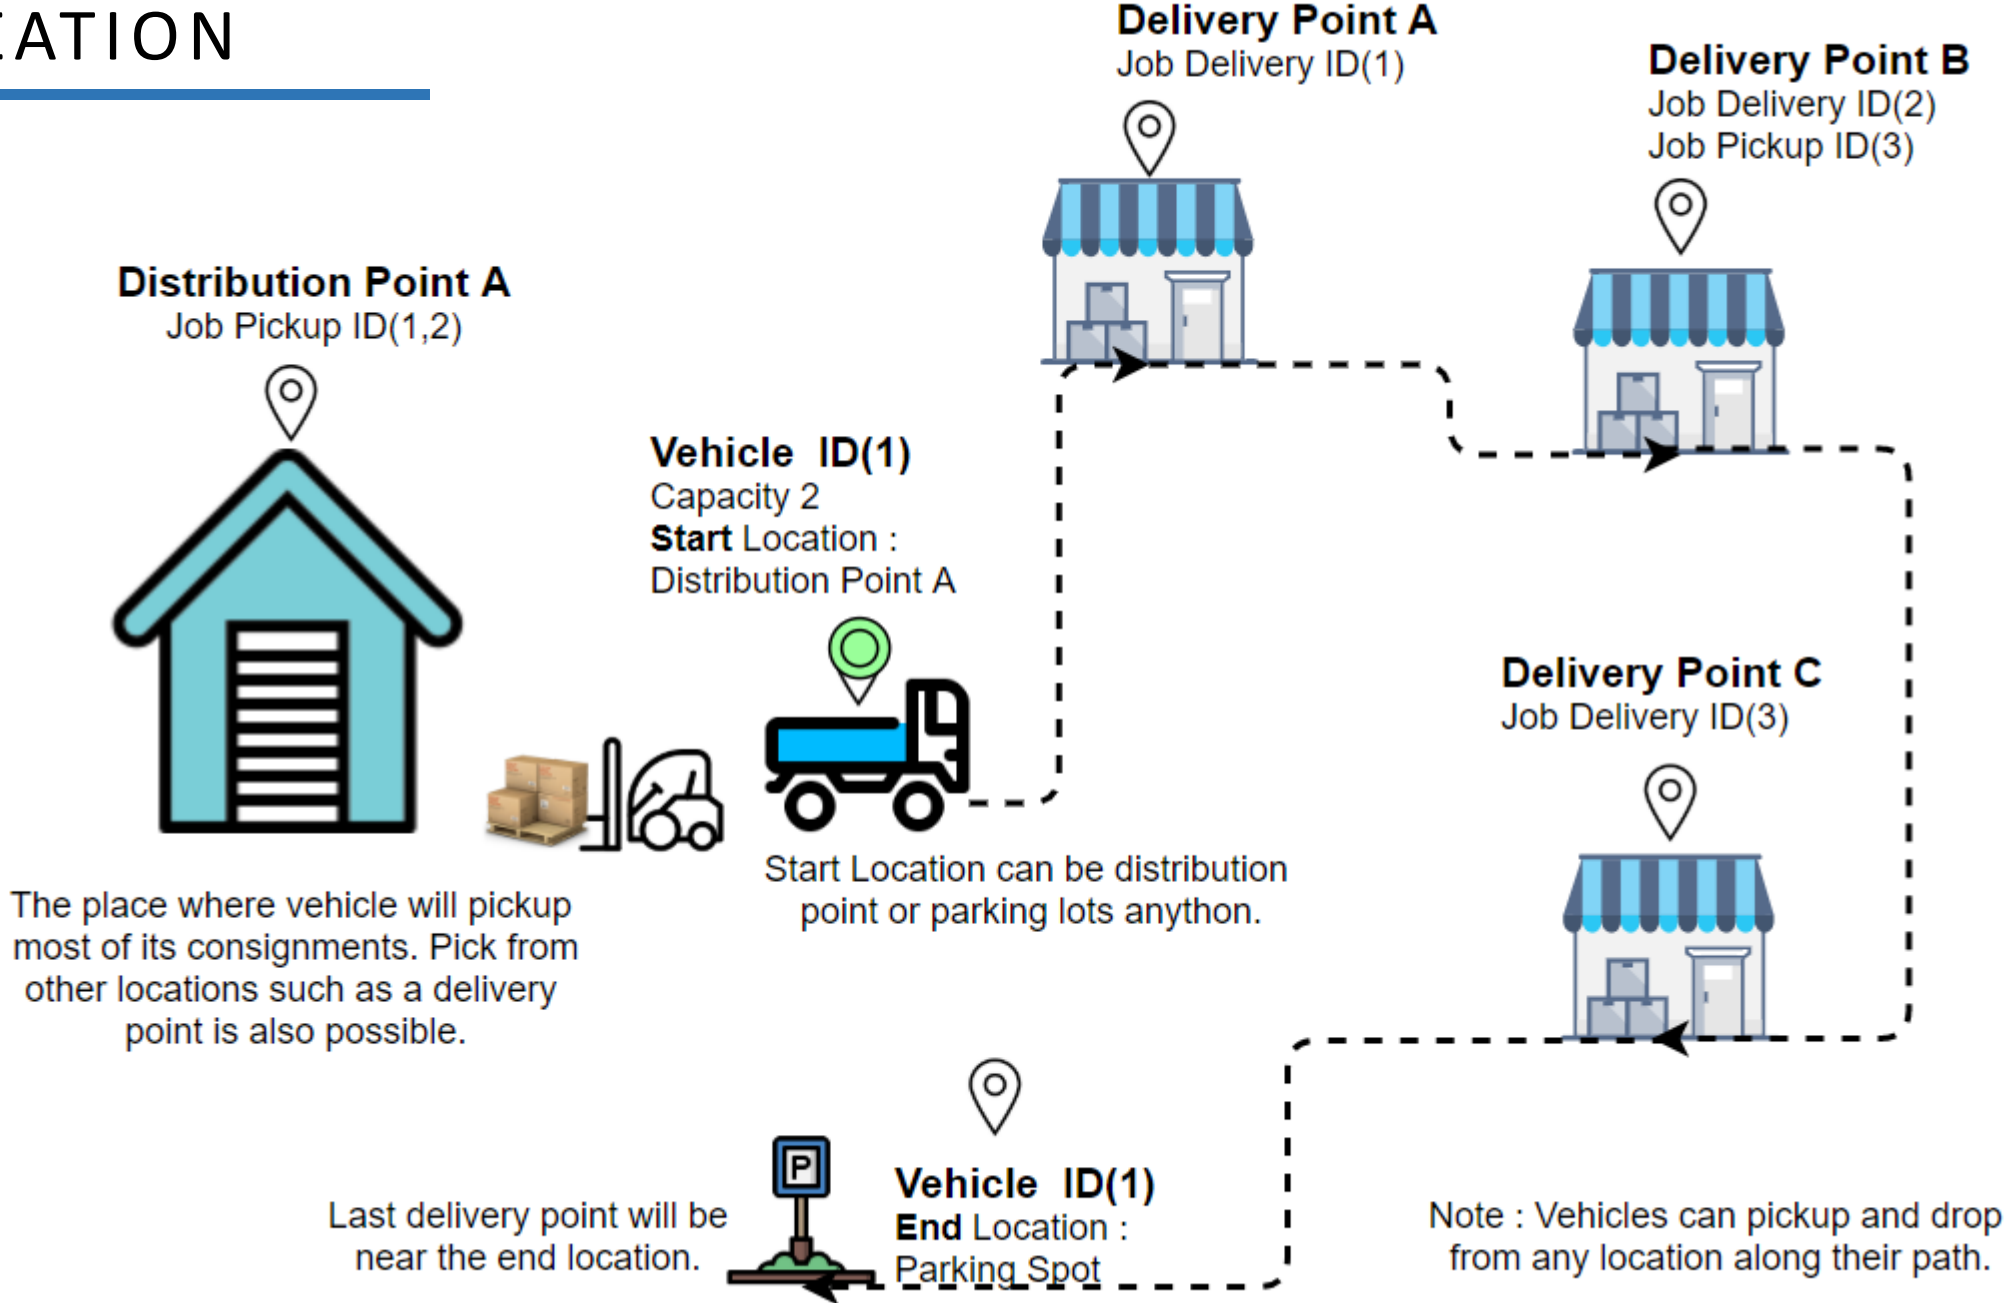 ATION
Delivery Point A
Job Delivery ID(1)
Delivery Point B
Job Delivery ID(2)
Job Pickup ID(3)
Distribution Point A
Job Pickup ID(1,2)
Vehicle ID(1)
Capacity 2
Start Location :
Distribution Point A
Delivery Point C
Job Delivery ID(3)
Start Location can be distribution
point or parking lots anython.
The place where vehicle will pickup
most of its consignments. Pick from
other locations such as a delivery
point is also possible.
P
Vehicle ID(1)
End Location :
Parking Spot
Last delivery point will be
near the end location.
Note : Vehicles can pickup and drop
from any location along their path.